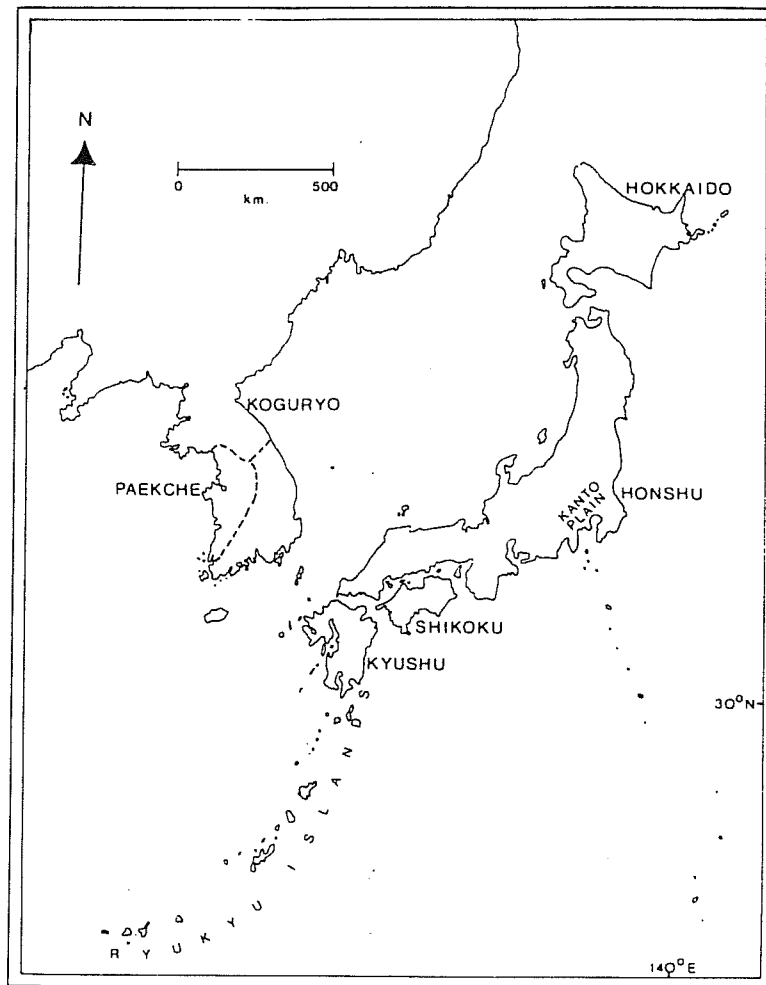 N
0 500
km.
HOKKAIDO
KOGURYO
PAEKCHE
KANTO
PLAIN
HONSHU
SHIKOKU
KYUSHU
30°N
RYUKYU ISLANDS
140°E